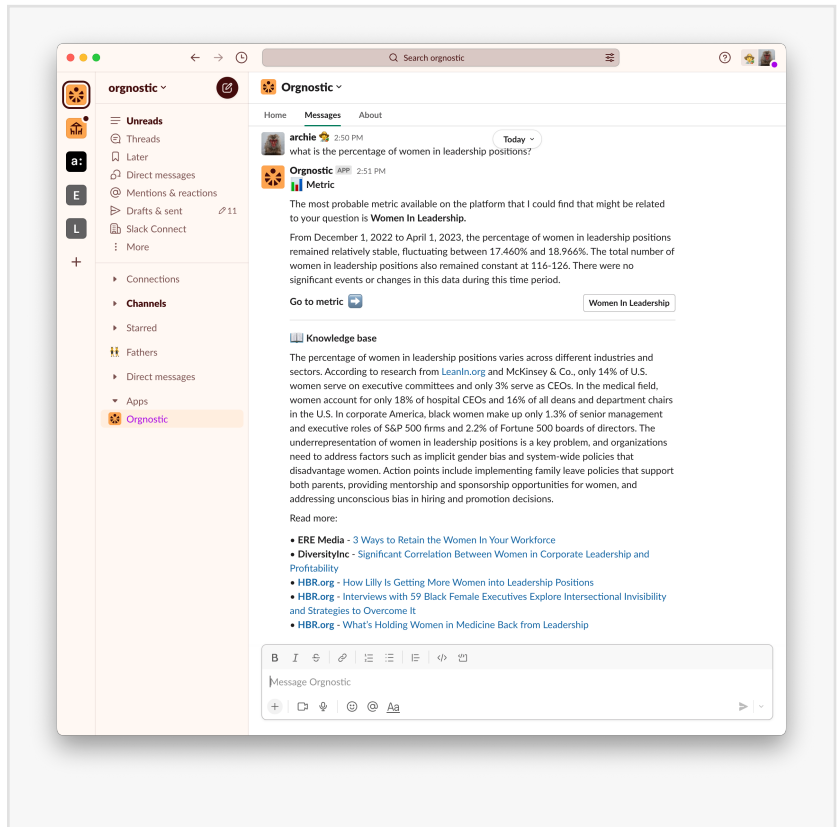 Search orgnostic
orgnostic
Orgnostic
Home Messages About
Unreads
Threads
Later
Direct messages
Mentions & reactions
Drafts & sent 11
Slack Connect
More
Connections
Channels
Starred
Fathers
Direct messages
Apps
Orgnostic
a:
E
L
Today
archie 2:50 PM
what is the percentage of women in leadership positions?
Orgnostic APP 2:51 PM
Metric
The most probable metric available on the platform that I could find that might be related
to your question is Women In Leadership.
From December 1, 2022 to April 1, 2023, the percentage of women in leadership positions
remained relatively stable, fluctuating between 17.460% and 18.966%. The total number of
women in leadership positions also remained constant at 116-126. There were no
significant events or changes in this data during this time period.
Go to metric Women In Leadership
Knowledge base
The percentage of women in leadership positions varies across different industries and
sectors. According to research from LeanIn.org and McKinsey & Co., only 14% of U.S.
women serve on executive committees and only 3% serve as CEOs. In the medical field,
women account for only 18% of hospital CEOs and 16% of all deans and department chairs
in the U.S. In corporate America, black women make up only 1.3% of senior management
and executive roles of S&P 500 firms and 2.2% of Fortune 500 boards of directors. The
underrepresentation of women in leadership positions is a key problem, and organizations
need to address factors such as implicit gender bias and system-wide policies that
disadvantage women. Action points include implementing family leave policies that support
both parents, providing mentorship and sponsorship opportunities for women, and
addressing unconscious bias in hiring and promotion decisions.
Read more:
• ERE Media - 3 Ways to Retain the Women In Your Workforce
• DiversityInc - Significant Correlation Between Women in Corporate Leadership and
Profitability
• HBR.org - How Lilly Is Getting More Women into Leadership Positions
• HBR.org - Interviews with 59 Black Female Executives Explore Intersectional Invisibility
and Strategies to Overcome It
• HBR.org - What's Holding Women in Medicine Back from Leadership
B I S
Message Orgnostic
Aa